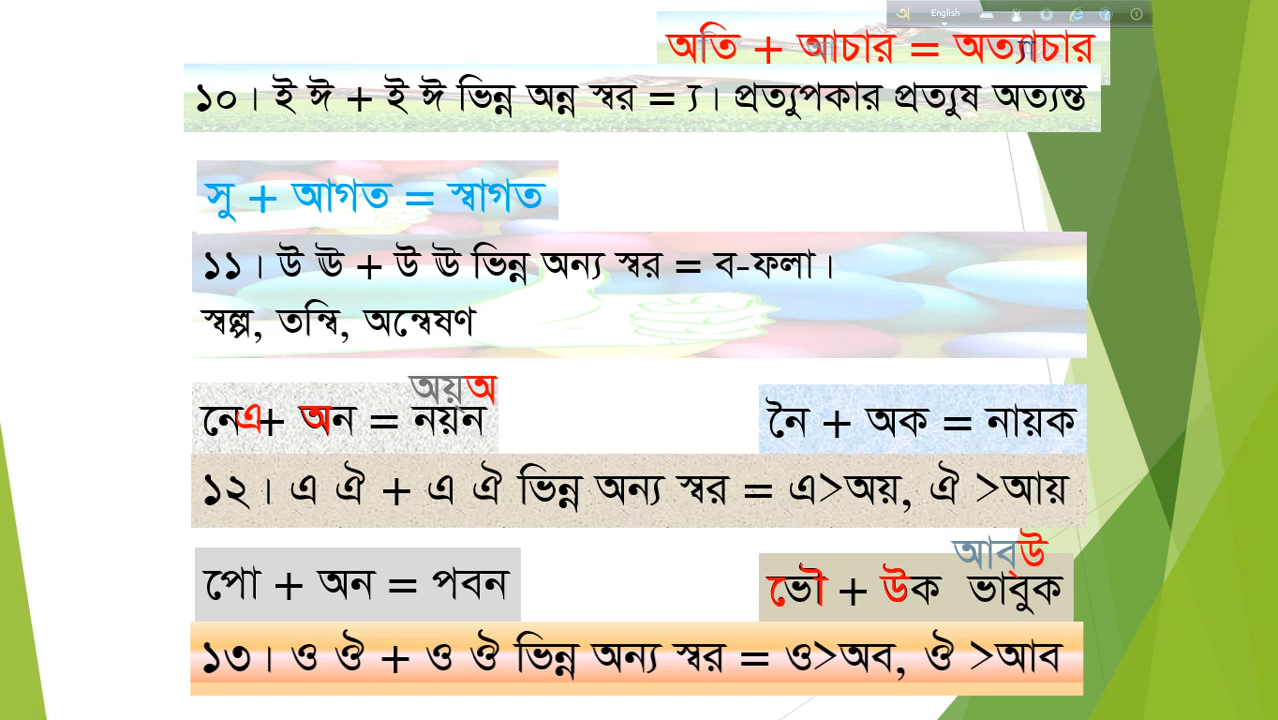 English
অতি + আচার = অত্যাচার
১০। ই ঈ + ই ঈ ভিন্ন অন্ন স্বর = ্য। প্রত্যুপকার প্রত্যুষ অত্যন্ত
সু + আগত = স্বাগত
১১। উ ঊ + উ ঊ ভিন্ন অন্য স্বর = ব-ফলা।
স্বল্প, তন্বি, অন্বেষণ
অয়অ
নেএ+ অন = নয়ন
নৈ + অক = নায়ক
১২। এ ঐ + এ ঐ ভিন্ন অন্য স্বর = এ>অয়, ঐ >আয়
আব্উ
পো + অন = পবন
ভৌ + উক ভাবুক
১৩। ও ঔ + ও ঔ ভিন্ন অন্য স্বর = ও>অব, ঔ >আব